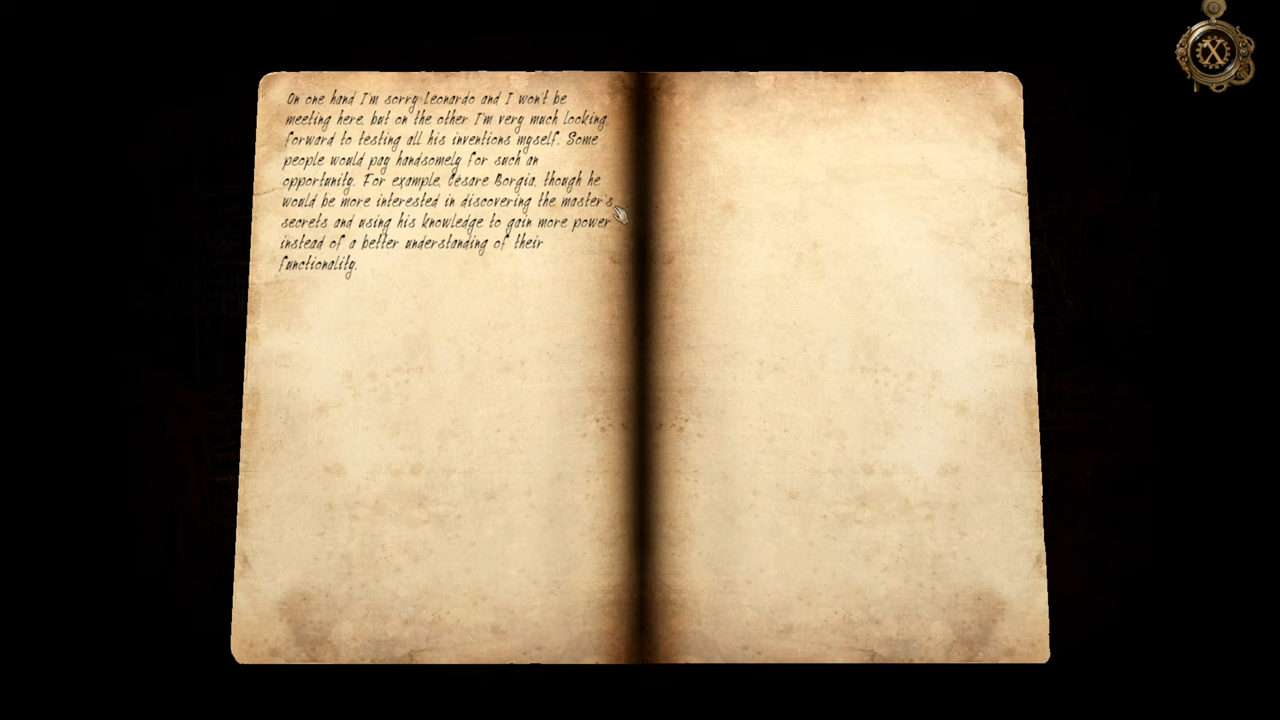 On one hand I'm sorry Leonardo and I won't be
meeting here, but on the other I'm very much looking
forward to testing all his inventions myself. Some
people would pay handsomely for such an
opportunity. For example, Cesare Borgia, though he
would be more interested in discovering the master's
secrets and using his knowledge to gain more power
instead of a better understanding of their
functionality.
X